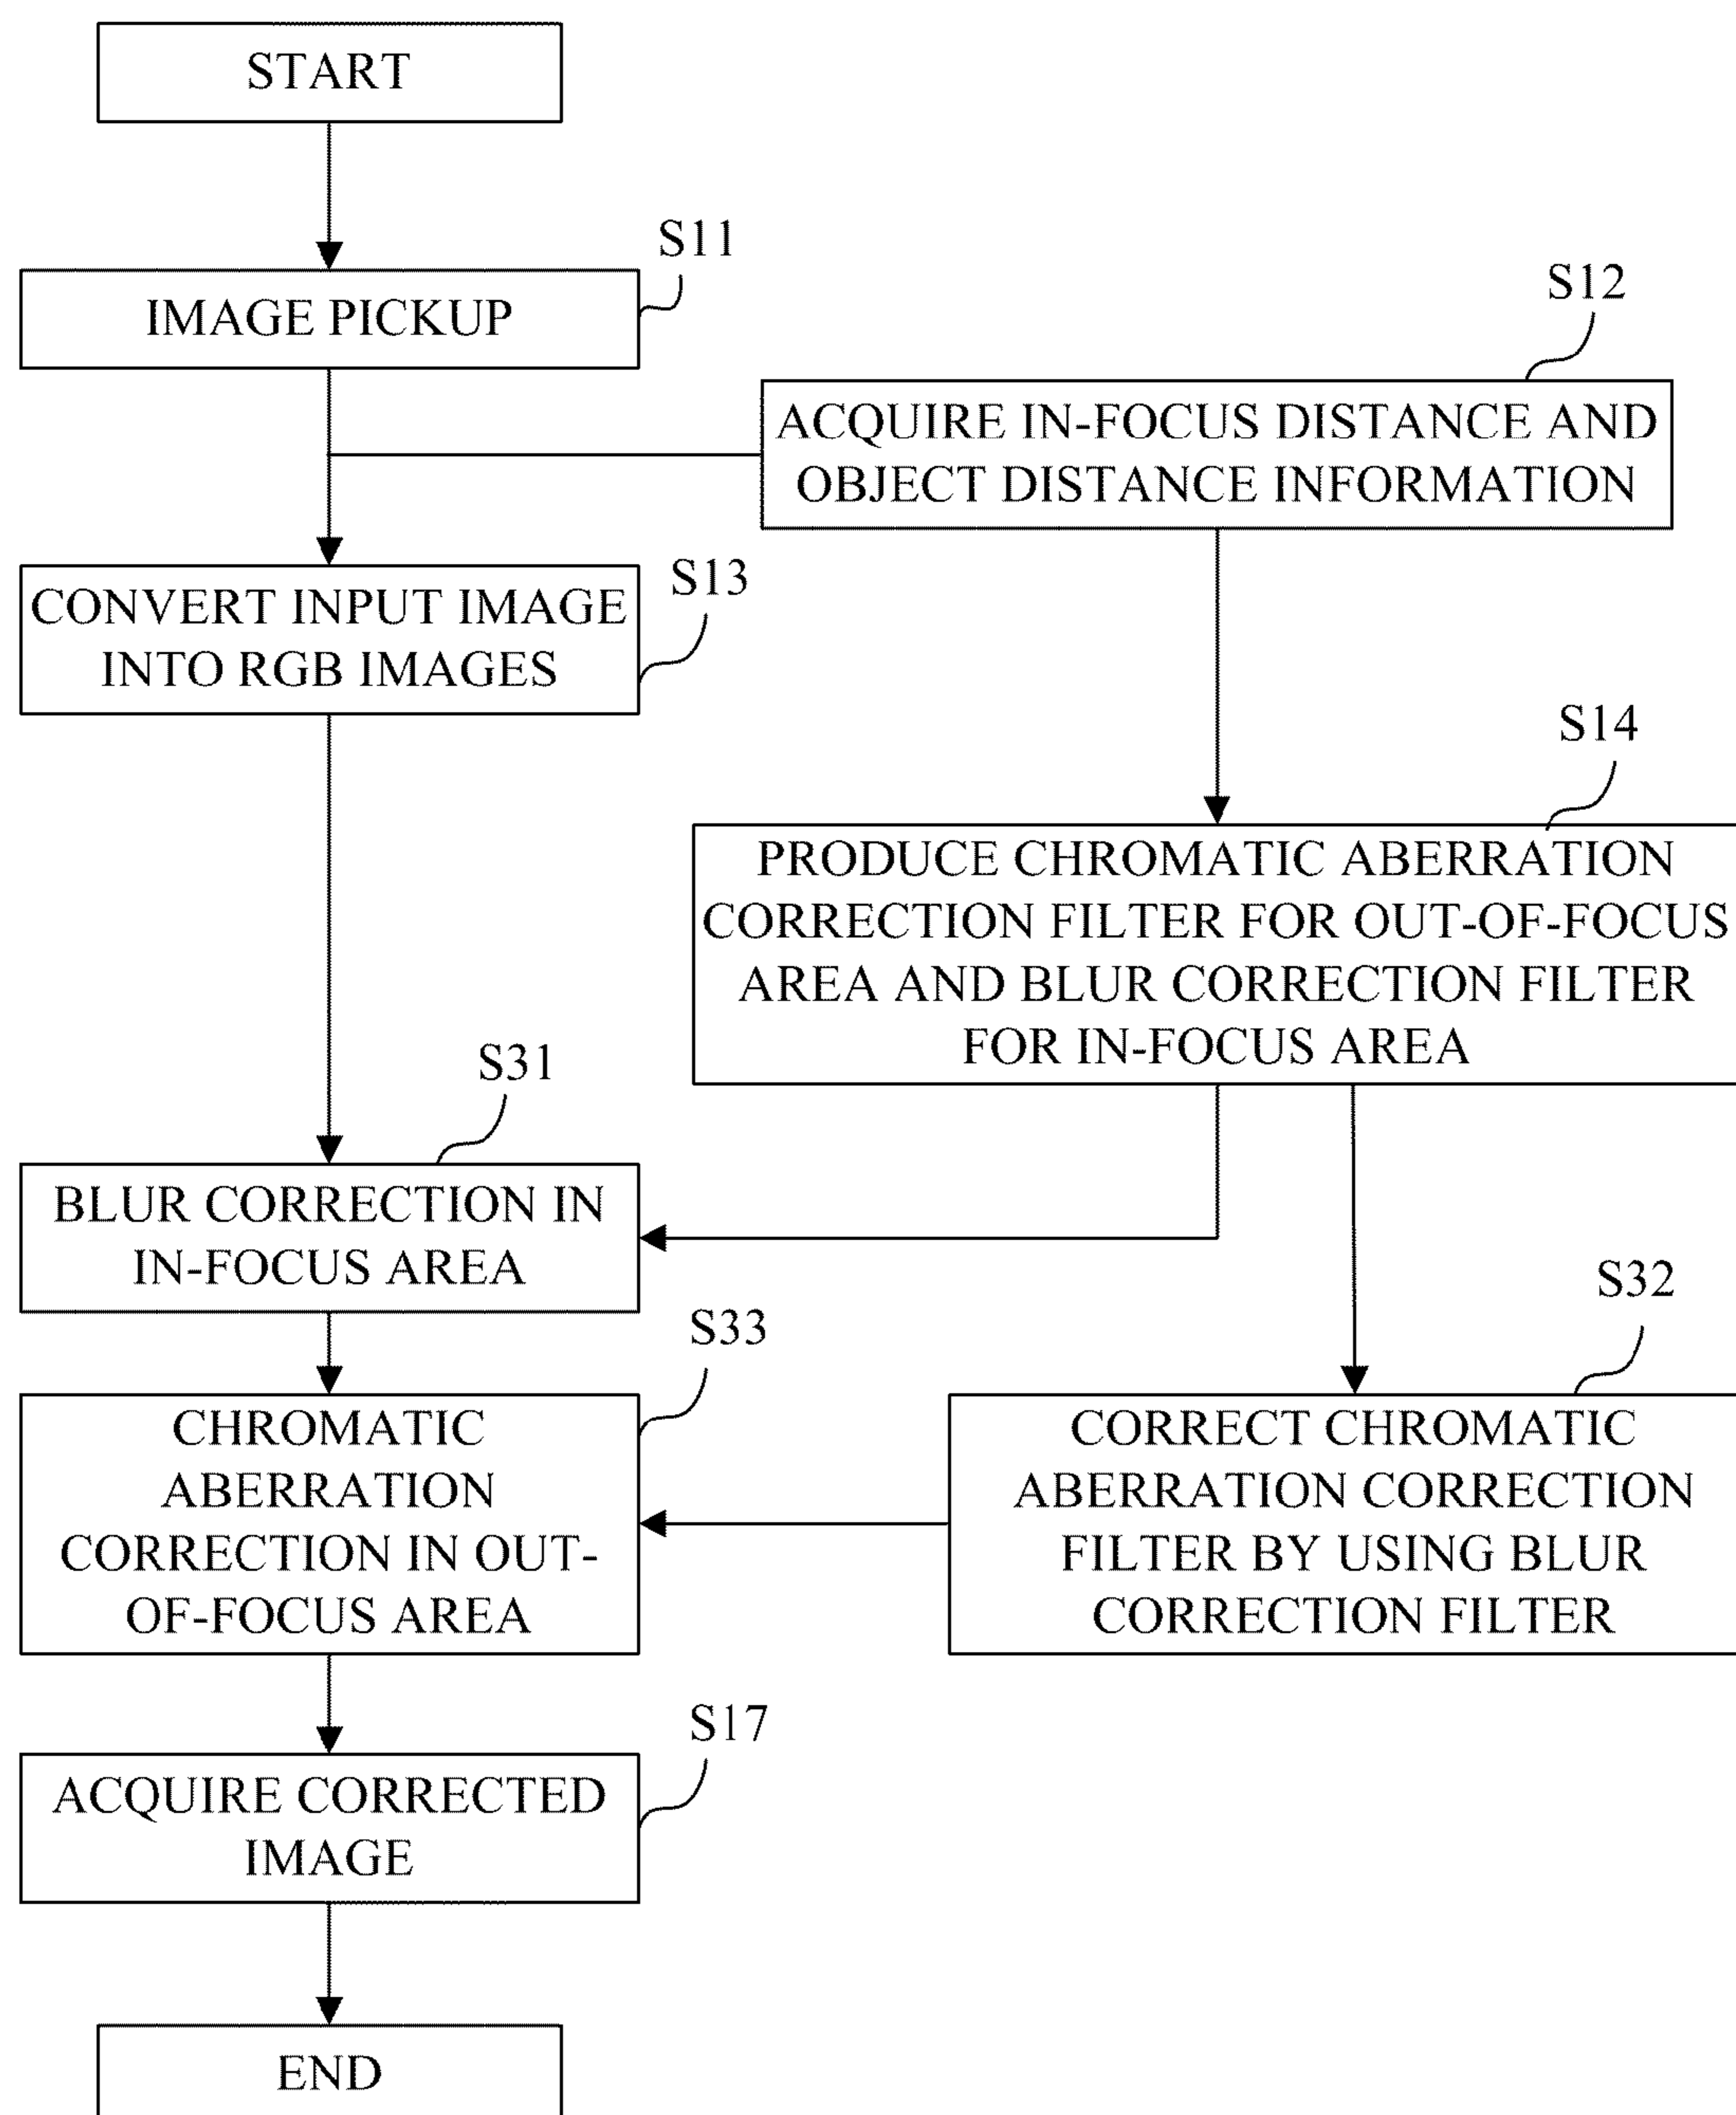 START
S11
IMAGE PICKUP
S12
ACQUIRE IN-FOCUS DISTANCE AND
OBJECT DISTANCE INFORMATION
S13
CONVERT INPUT IMAGE
INTO RGB IMAGES
S14
PRODUCE CHROMATIC ABERRATION
CORRECTION FILTER FOR OUT-OF-FOCUS
AREA AND BLUR CORRECTION FILTER
FOR IN-FOCUS AREA
S31
BLUR CORRECTION IN
IN-FOCUS AREA
S32
CORRECT CHROMATIC
ABERRATION CORRECTION
FILTER BY USING BLUR
CORRECTION FILTER
S33
CHROMATIC
ABERRATION
CORRECTION IN OUT-
OF-FOCUS AREA
S17
ACQUIRE CORRECTED
IMAGE
END